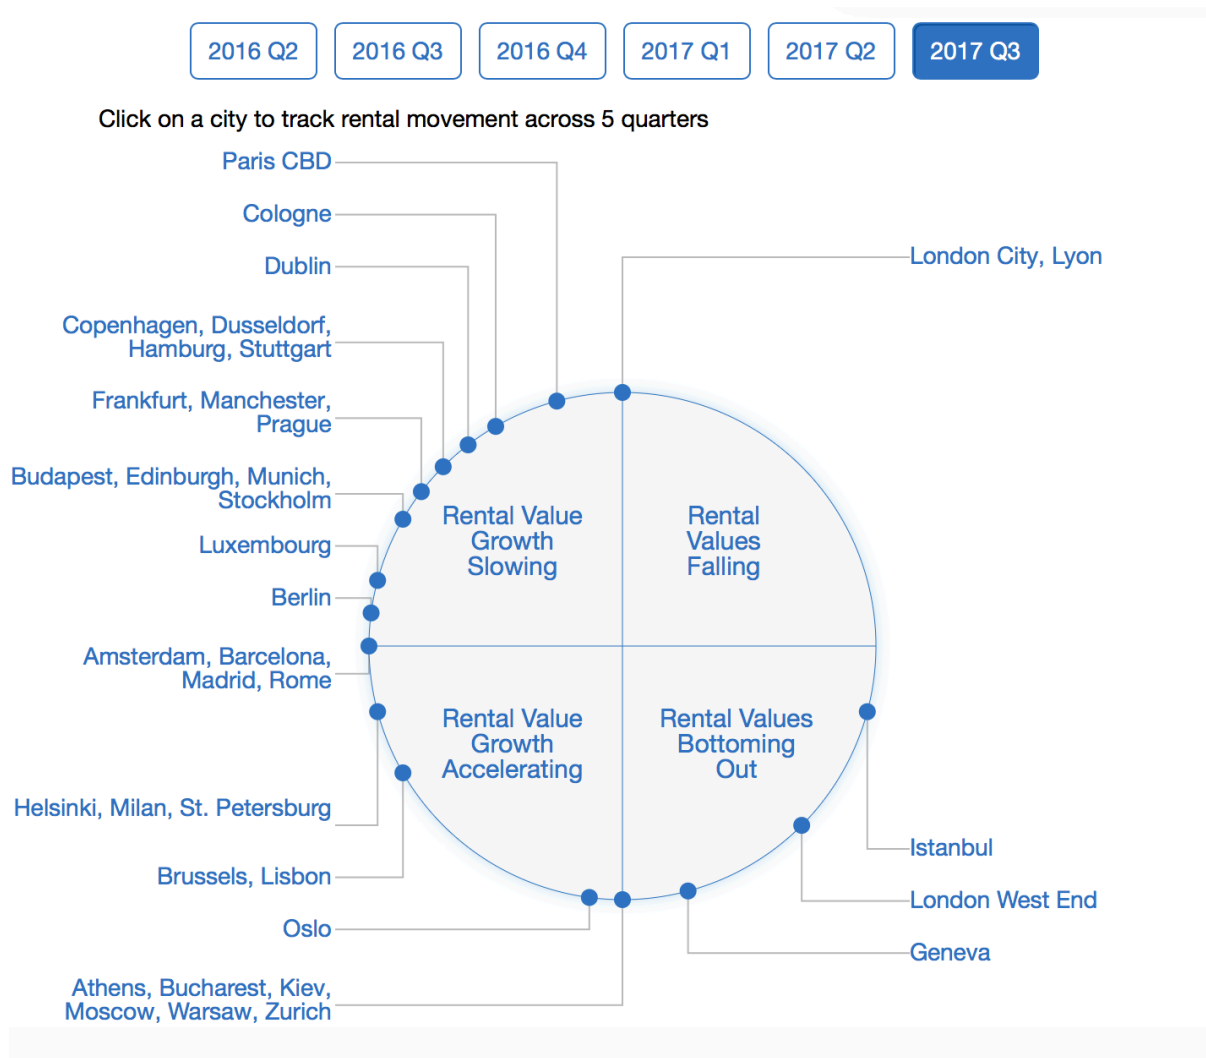 2016 Q2
2016 Q3
2016 Q4
2017 Q1
2017 Q2
2017 Q3
Click on a city to track rental movement across 5 quarters
Paris CBD
Cologne
Dublin
Copenhagen, Dusseldorf,
Hamburg, Stuttgart
Frankfurt, Manchester,
Prague
Budapest, Edinburgh, Munich,
Stockholm
Luxembourg
Berlin
Amsterdam, Barcelona,
Madrid, Rome
Helsinki, Milan, St. Petersburg
Brussels, Lisbon
Oslo
Athens, Bucharest, Kiev,
Moscow, Warsaw, Zurich
London City, Lyon
Rental Value
Growth
Slowing
Rental
Values
Falling
Rental Value
Growth
Accelerating
Rental Values
Bottoming
Out
Istanbul
London West End
Geneva